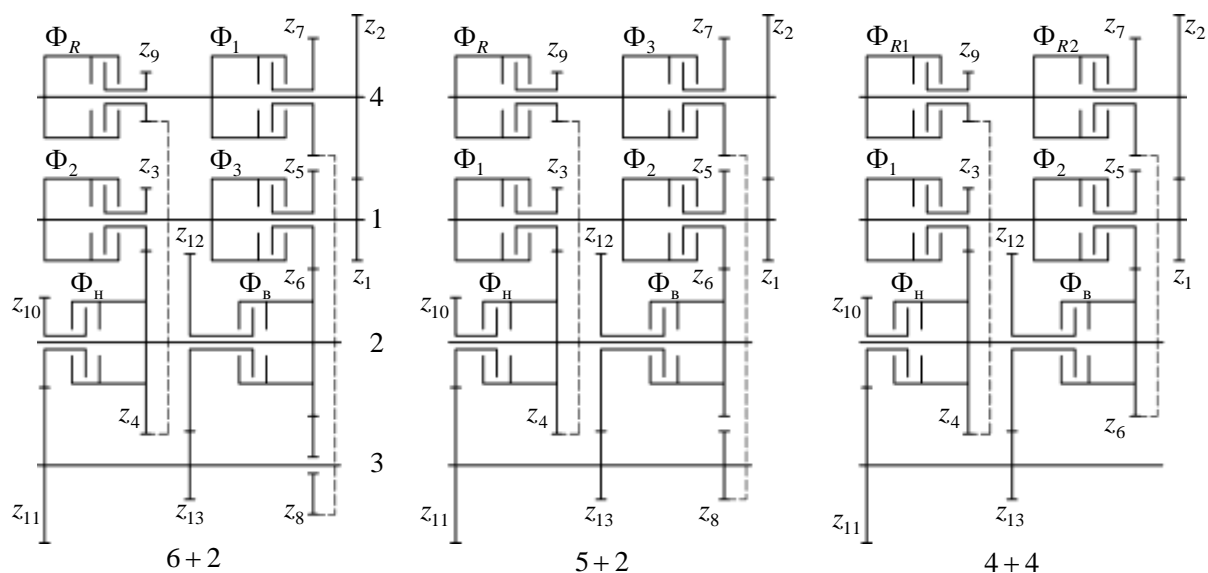 Φ_R z_9 Φ_1 z_7 z_2 Φ_R z_9 Φ_3 z_7 z_2 Φ_R1 z_9 Φ_R2 z_7 z_2
4
Φ_2 z_3 Φ_3 z_5 Φ_1 z_3 Φ_2 z_5 Φ_1 z_3 Φ_2 z_5
1
z_12 z_12 z_12
z_10 Φ_н Φ_в z_6 z_1 z_10 Φ_н Φ_в z_6 z_1 z_10 Φ_н Φ_в z_1
2
z_4 z_4 z_4 z_6
3
z_11 z_13 z_8 z_11 z_13 z_8 z_11 z_13
6 + 2 5 + 2 4 + 4